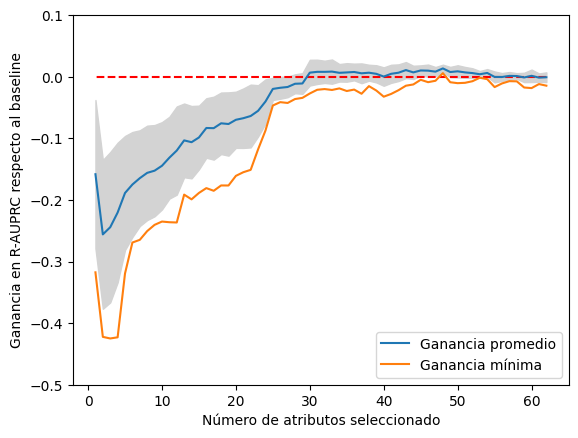 Ganancia en R-AUPRC respecto al baseline
0.1
0.0
−0.1
−0.2
−0.3
−0.4
−0.5
Ganancia promedio
Ganancia mínima
0 10 20 30 40 50 60
Número de atributos seleccionado